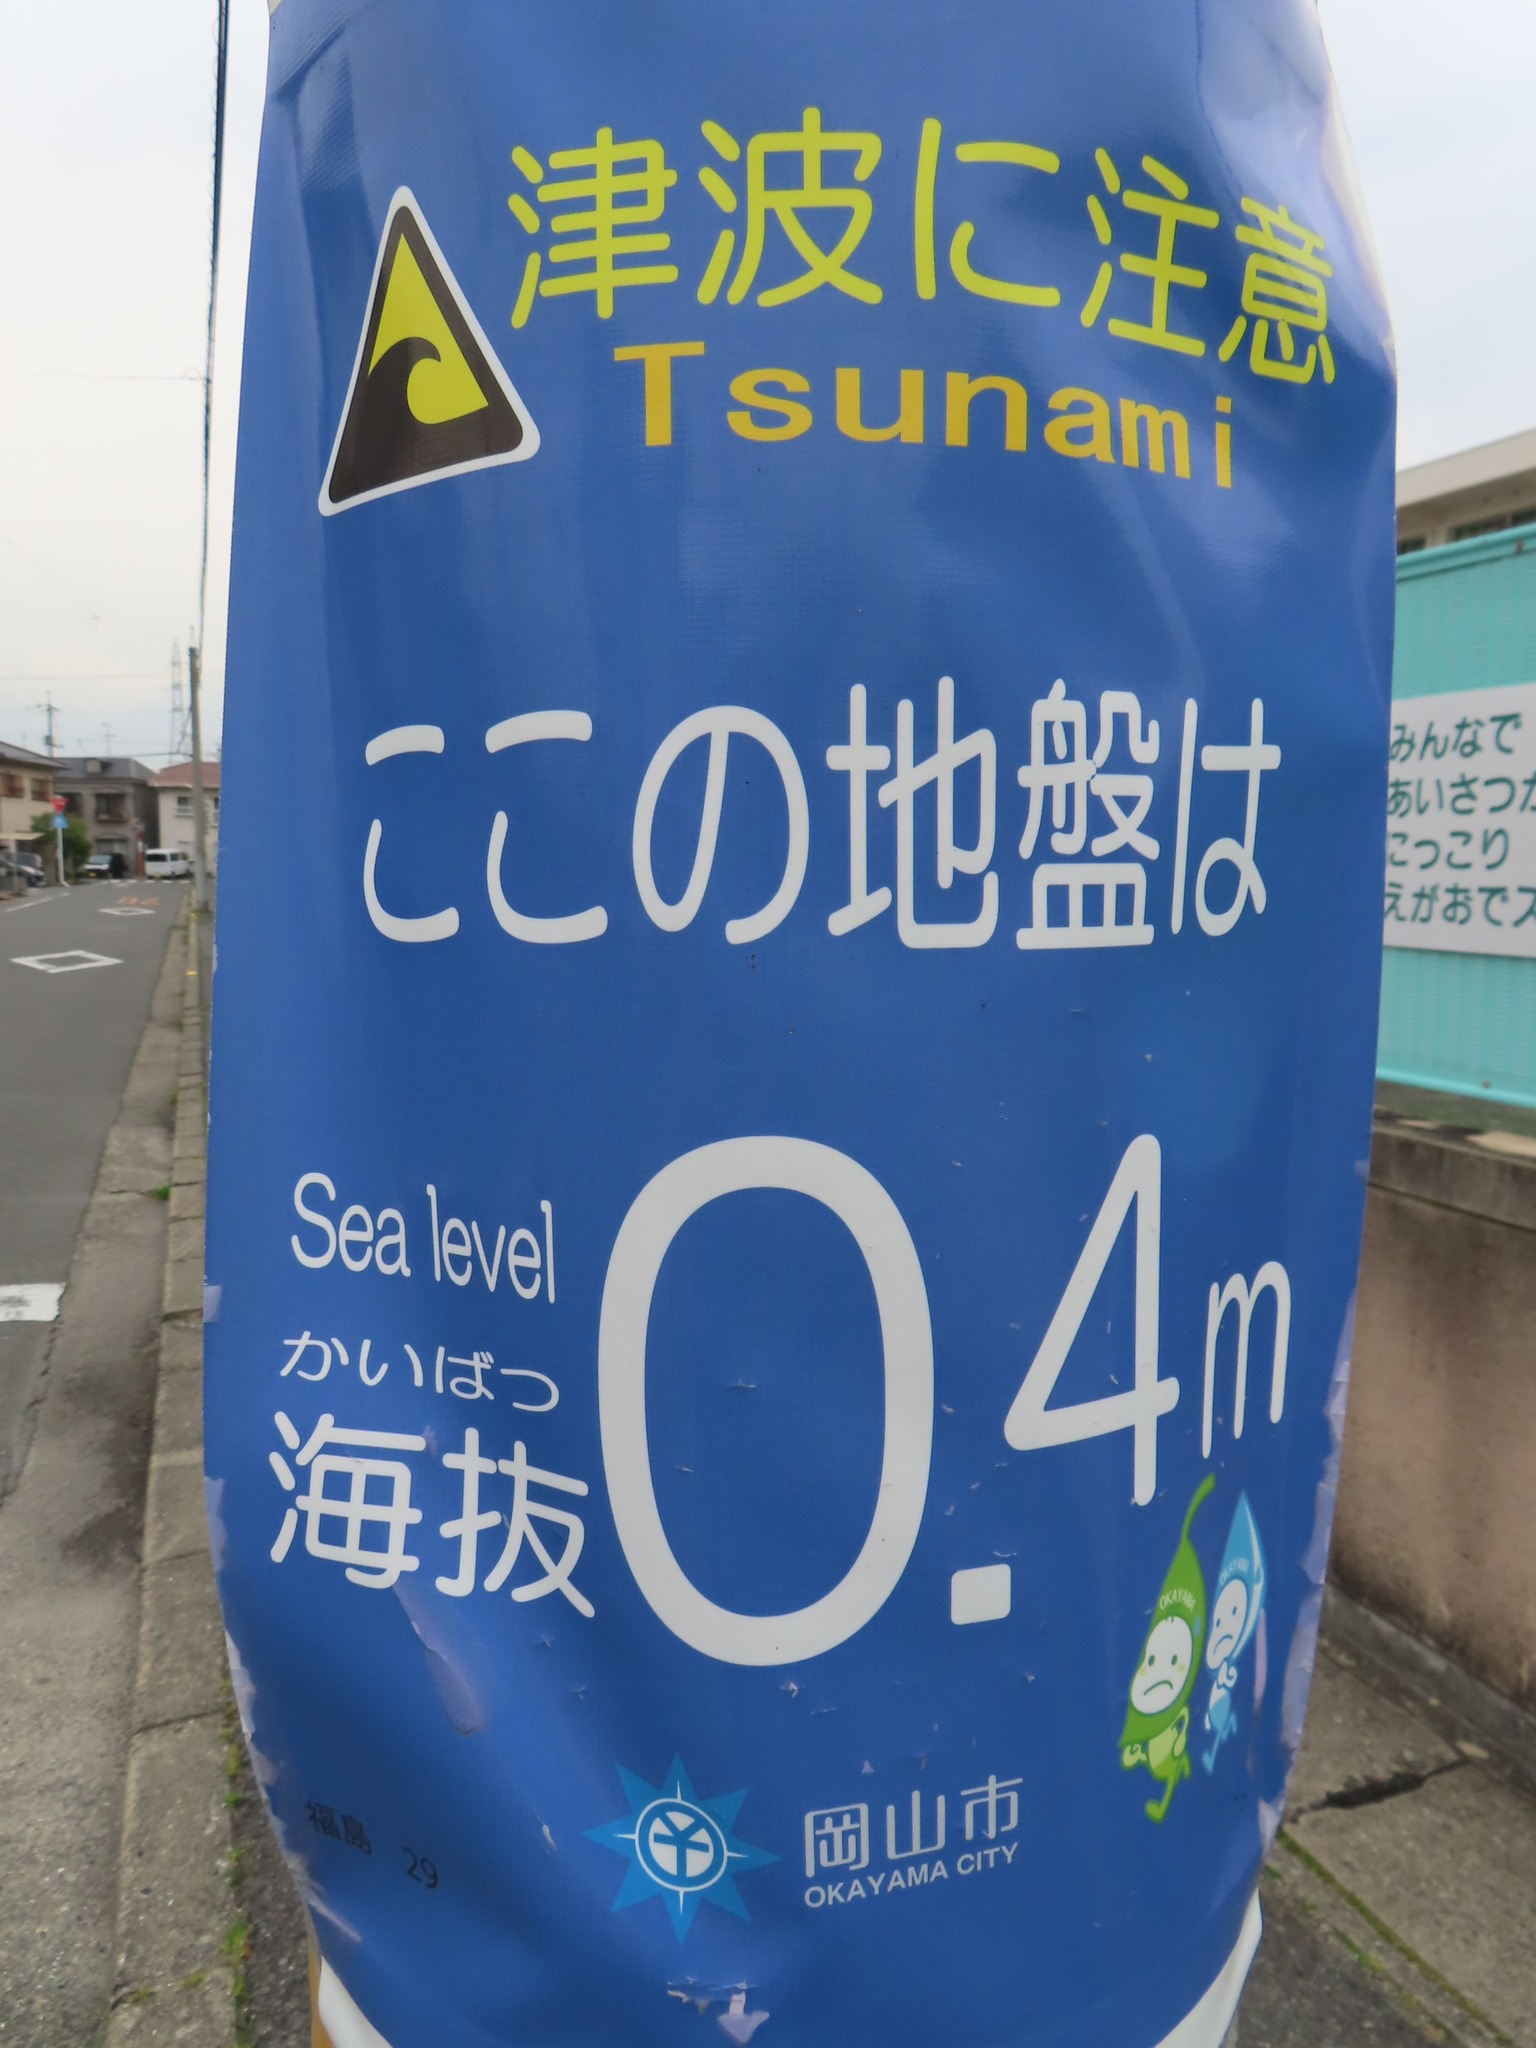 津波に注意
Tsunami
ここの地盤は
Sea level
かいばつ
海抜
0.4m
OKAYAMA
OKAYAMA
福島 29
岡山市
OKAYAMA CITY
みんなで
あいさつ
にっこり
えがおで